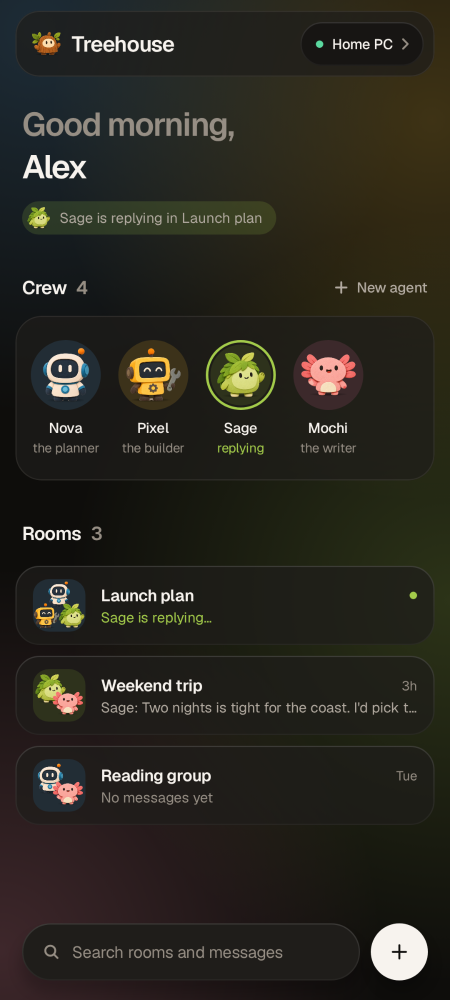 Treehouse
Home PC
Good morning,
Alex
Sage is replying in Launch plan
Crew 4
New agent
Nova
the planner
Pixel
the builder
Sage
replying
Mochi
the writer
Rooms 3
Launch plan
Sage is replying…
Weekend trip
3h
Sage: Two nights is tight for the coast. I'd pick t…
Reading group
Tue
No messages yet
Search rooms and messages